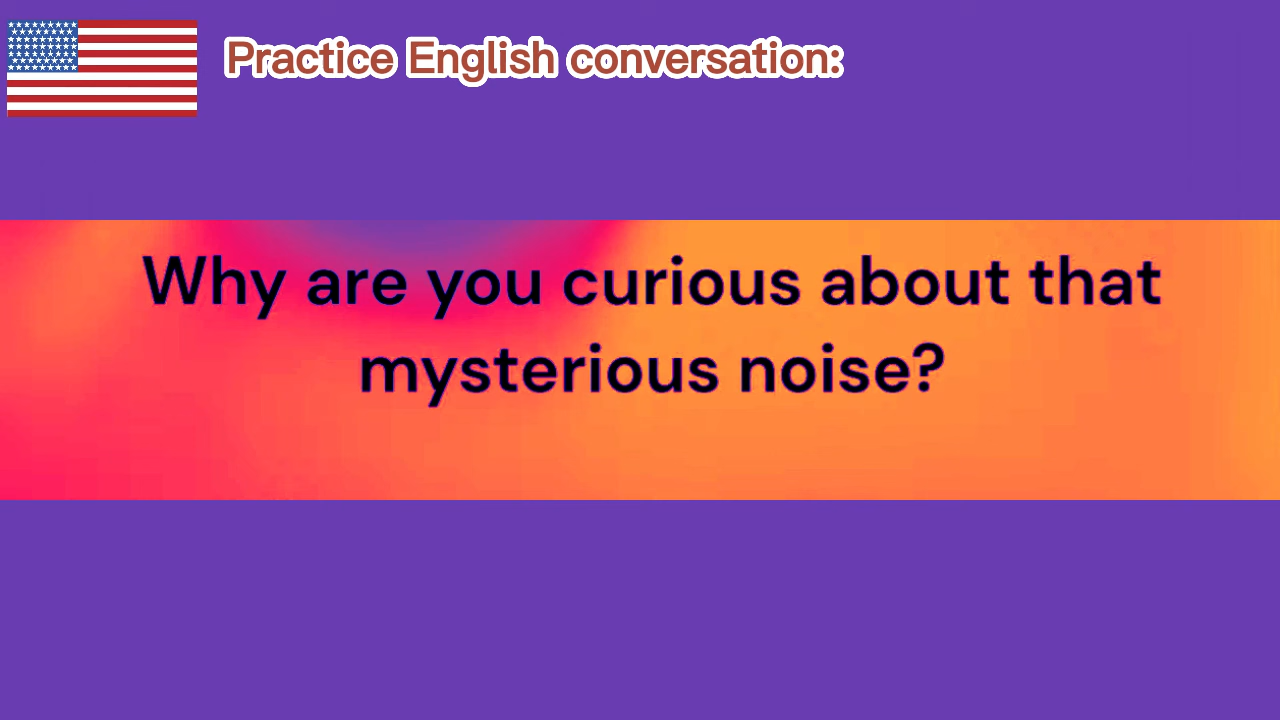 Practice English conversation:
Why are you curious about that
mysterious noise?